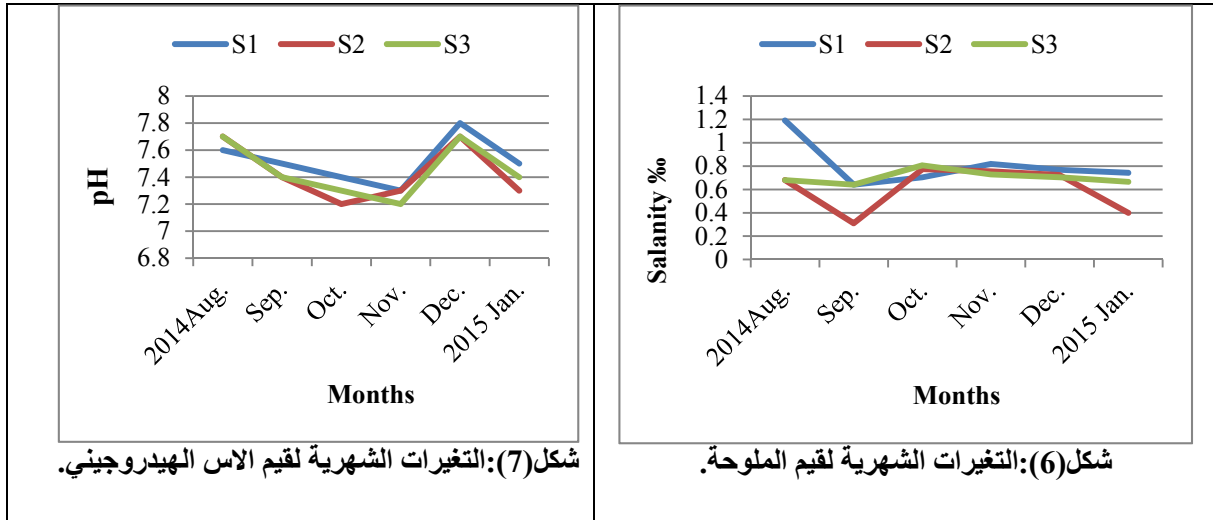 S1 S2 S3
8
7.8
7.6
7.4
7.2
7
6.8
pH
2014Aug.
Sep.
Oct.
Nov.
Dec.
2015 Jan.
Months
شكل(7):التغيرات الشهرية لقيم الاس الهيدروجيني.
S1 S2 S3
1.4
1.2
1
0.8
0.6
0.4
0.2
0
Salanity ‰
2014Aug.
Sep.
Oct.
Nov.
Dec.
2015 Jan.
Months
شكل(6):التغيرات الشهرية لقيم الملوحة.